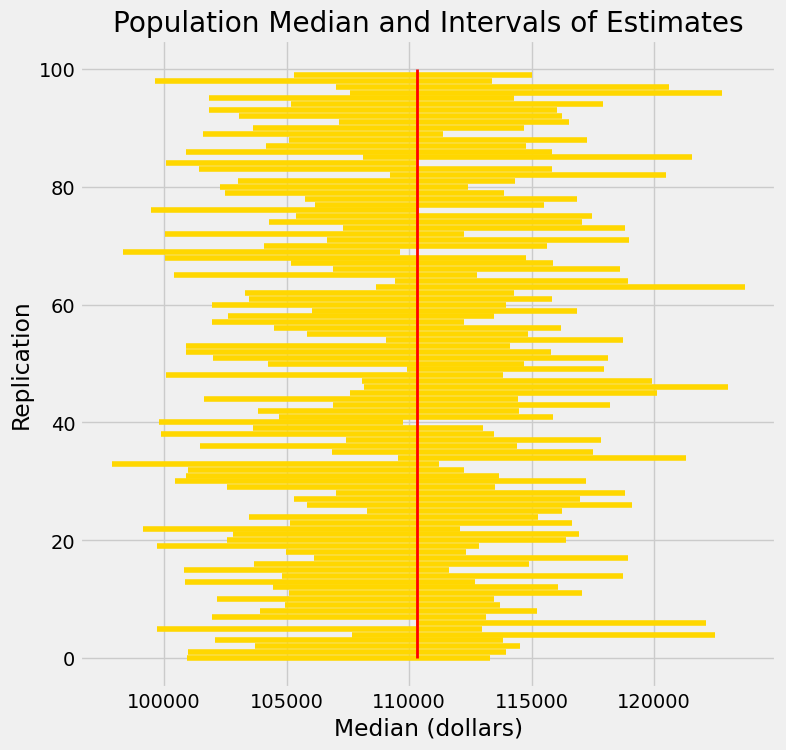 Population Median and Intervals of Estimates
100
80
60
40
20
0
Replication
100000 105000 110000 115000 120000
Median (dollars)